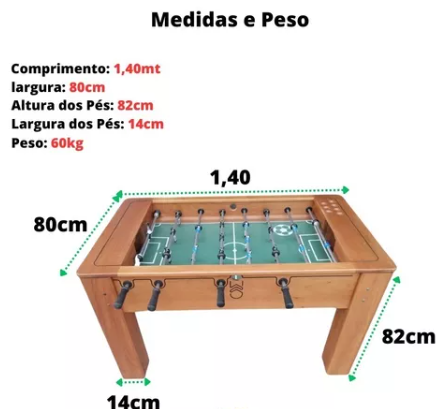 Medidas e Peso
Comprimento: 1,40mt
largura: 80cm
Altura dos Pés: 82cm
Largura dos Pés: 14cm
Peso: 60kg
1,40
80cm
82cm
14cm